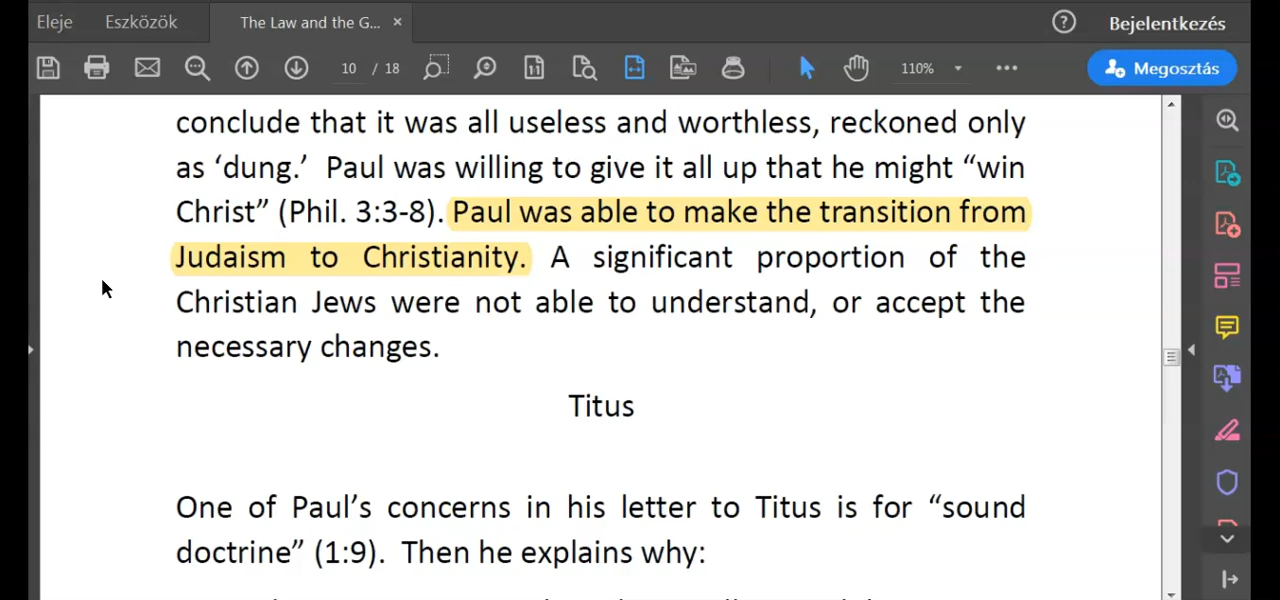 Eleje Eszközök The Law and the G... × ? Bejelentkezés
10 / 18 110% Megosztás
conclude that it was all useless and worthless, reckoned only
as ‘dung.’ Paul was willing to give it all up that he might “win
Christ” (Phil. 3:3-8). Paul was able to make the transition from
Judaism to Christianity. A significant proportion of the
Christian Jews were not able to understand, or accept the
necessary changes.
Titus
One of Paul’s concerns in his letter to Titus is for “sound
doctrine” (1:9). Then he explains why: